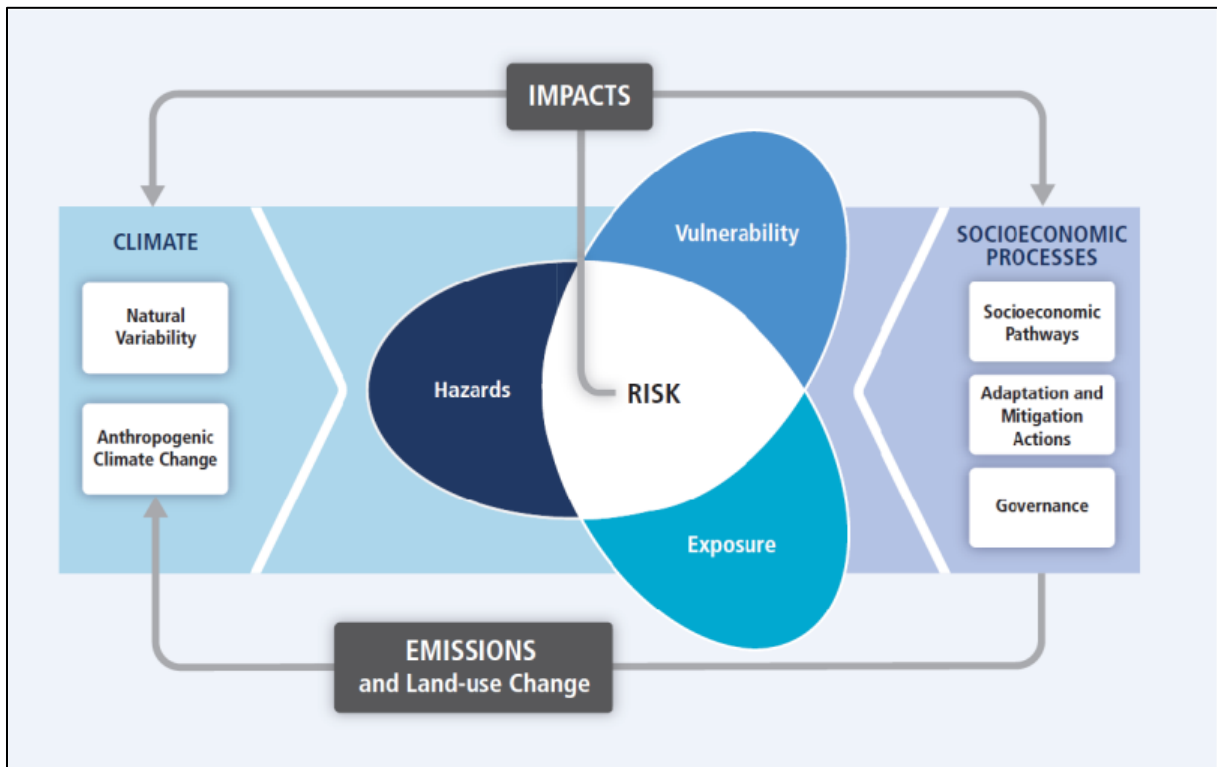 IMPACTS
CLIMATE
Natural
Variability
Anthropogenic
Climate Change
Vulnerability
Hazards
RISK
Exposure
SOCIOECONOMIC
PROCESSES
Socioeconomic
Pathways
Adaptation and
Mitigation
Actions
Governance
EMISSIONS
and Land-use Change